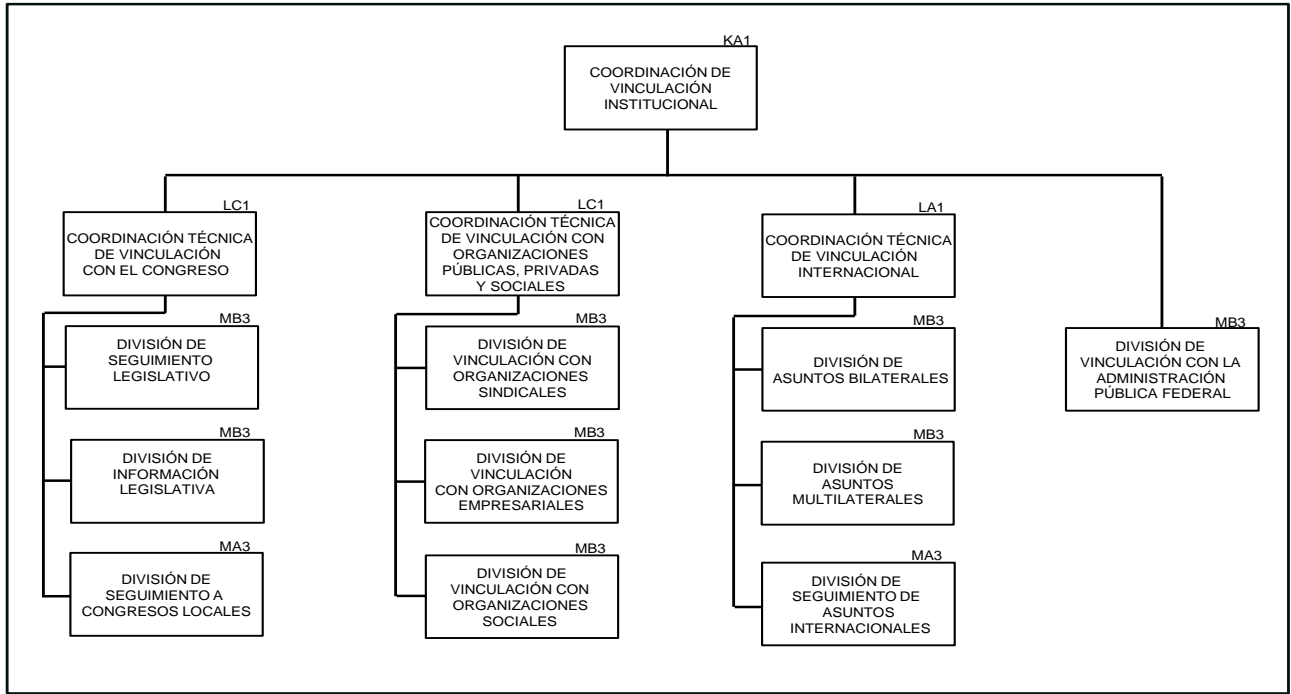 KA1
COORDINACIÓN DE
VINCULACIÓN
INSTITUCIONAL
LC1
COORDINACIÓN TÉCNICA
DE VINCULACIÓN
CON EL CONGRESO
MB3
DIVISIÓN DE
SEGUIMIENTO
LEGISLATIVO
MB3
DIVISIÓN DE
INFORMACIÓN
LEGISLATIVA
MA3
DIVISIÓN DE
SEGUIMIENTO A
CONGRESOS LOCALES
LC1
COORDINACIÓN TÉCNICA
DE VINCULACIÓN CON
ORGANIZACIONES
PÚBLICAS, PRIVADAS
Y SOCIALES
MB3
DIVISIÓN DE
VINCULACIÓN CON
ORGANIZACIONES
SINDICALES
MB3
DIVISIÓN DE
VINCULACIÓN
CON ORGANIZACIONES
EMPRESARIALES
MB3
DIVISIÓN DE
VINCULACIÓN CON
ORGANIZACIONES
SOCIALES
LA1
COORDINACIÓN TÉCNICA
DE VINCULACIÓN
INTERNACIONAL
MB3
DIVISIÓN DE
ASUNTOS BILATERALES
MB3
DIVISIÓN DE
ASUNTOS
MULTILATERALES
MA3
DIVISIÓN DE
SEGUIMIENTO DE
ASUNTOS
INTERNACIONALES
MB3
DIVISIÓN DE
VINCULACIÓN CON LA
ADMINISTRACIÓN
PÚBLICA FEDERAL